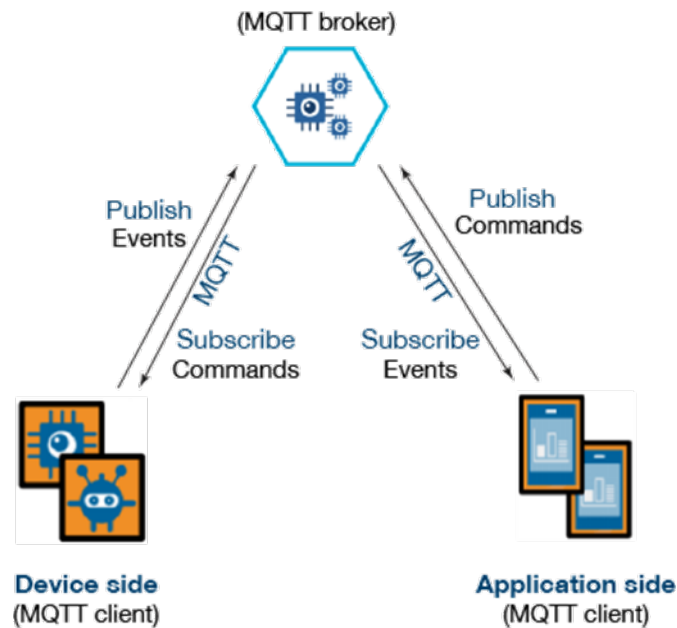 (MQTT broker)
Publish
Events
MQTT
Subscribe
Commands
Publish
Commands
MQTT
Subscribe
Events
Device side
(MQTT client)
Application side
(MQTT client)